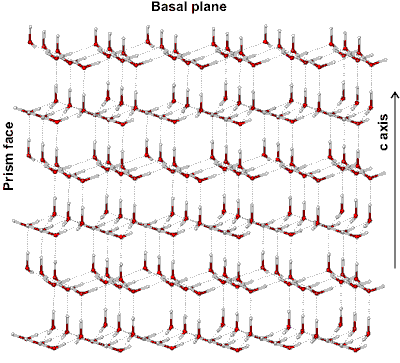 Basal plane
Prism face
c axis